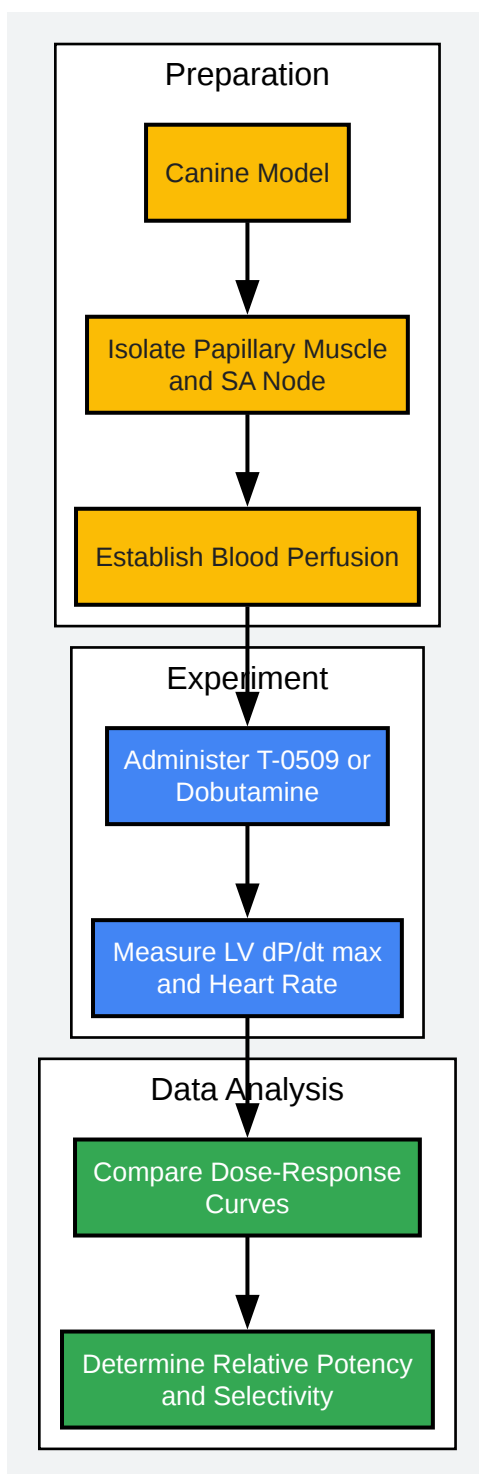 Preparation
Canine Model
Isolate Papillary Muscle
and SA Node
Establish Blood Perfusion
Experiment
Administer T-0509 or
Dobutamine
Measure LV dP/dt max
and Heart Rate
Data Analysis
Compare Dose-Response
Curves
Determine Relative Potency
and Selectivity